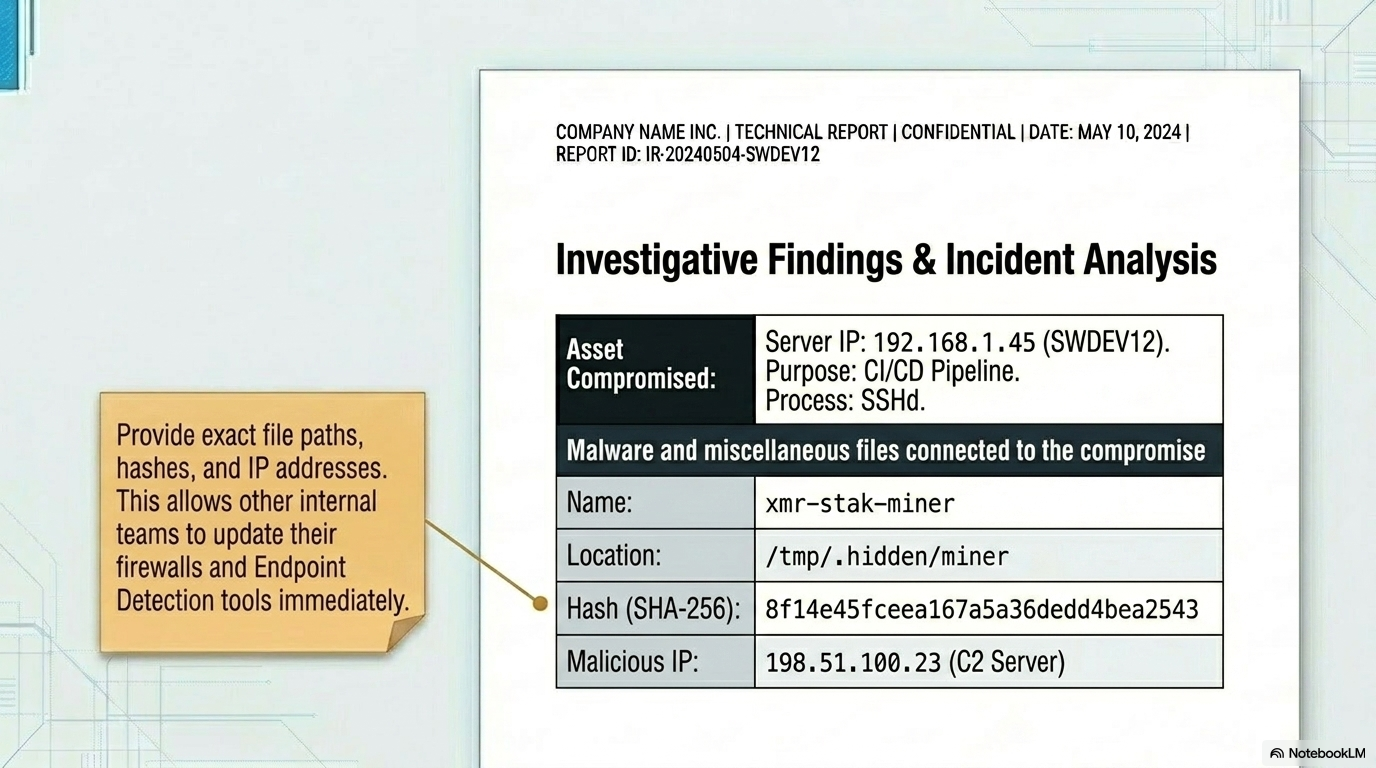 COMPANY NAME INC. | TECHNICAL REPORT | CONFIDENTIAL | DATE: MAY 10, 2024 |
REPORT ID: IR-20240504-SWDEV12
Investigative Findings & Incident Analysis
Asset
Compromised:
Server IP: 192.168.1.45 (SWDEV12).
Purpose: CI/CD Pipeline.
Process: SSHd.
Malware and miscellaneous files connected to the compromise
Name:
xmr-stak-miner
Location:
/tmp/.hidden/miner
Hash (SHA-256):
8f14e45fceea167a5a36dedd4bea2543
Malicious IP:
198.51.100.23 (C2 Server)
Provide exact file paths,
hashes, and IP addresses.
This allows other internal
teams to update their
firewalls and Endpoint
Detection tools immediately.
NotebookLM